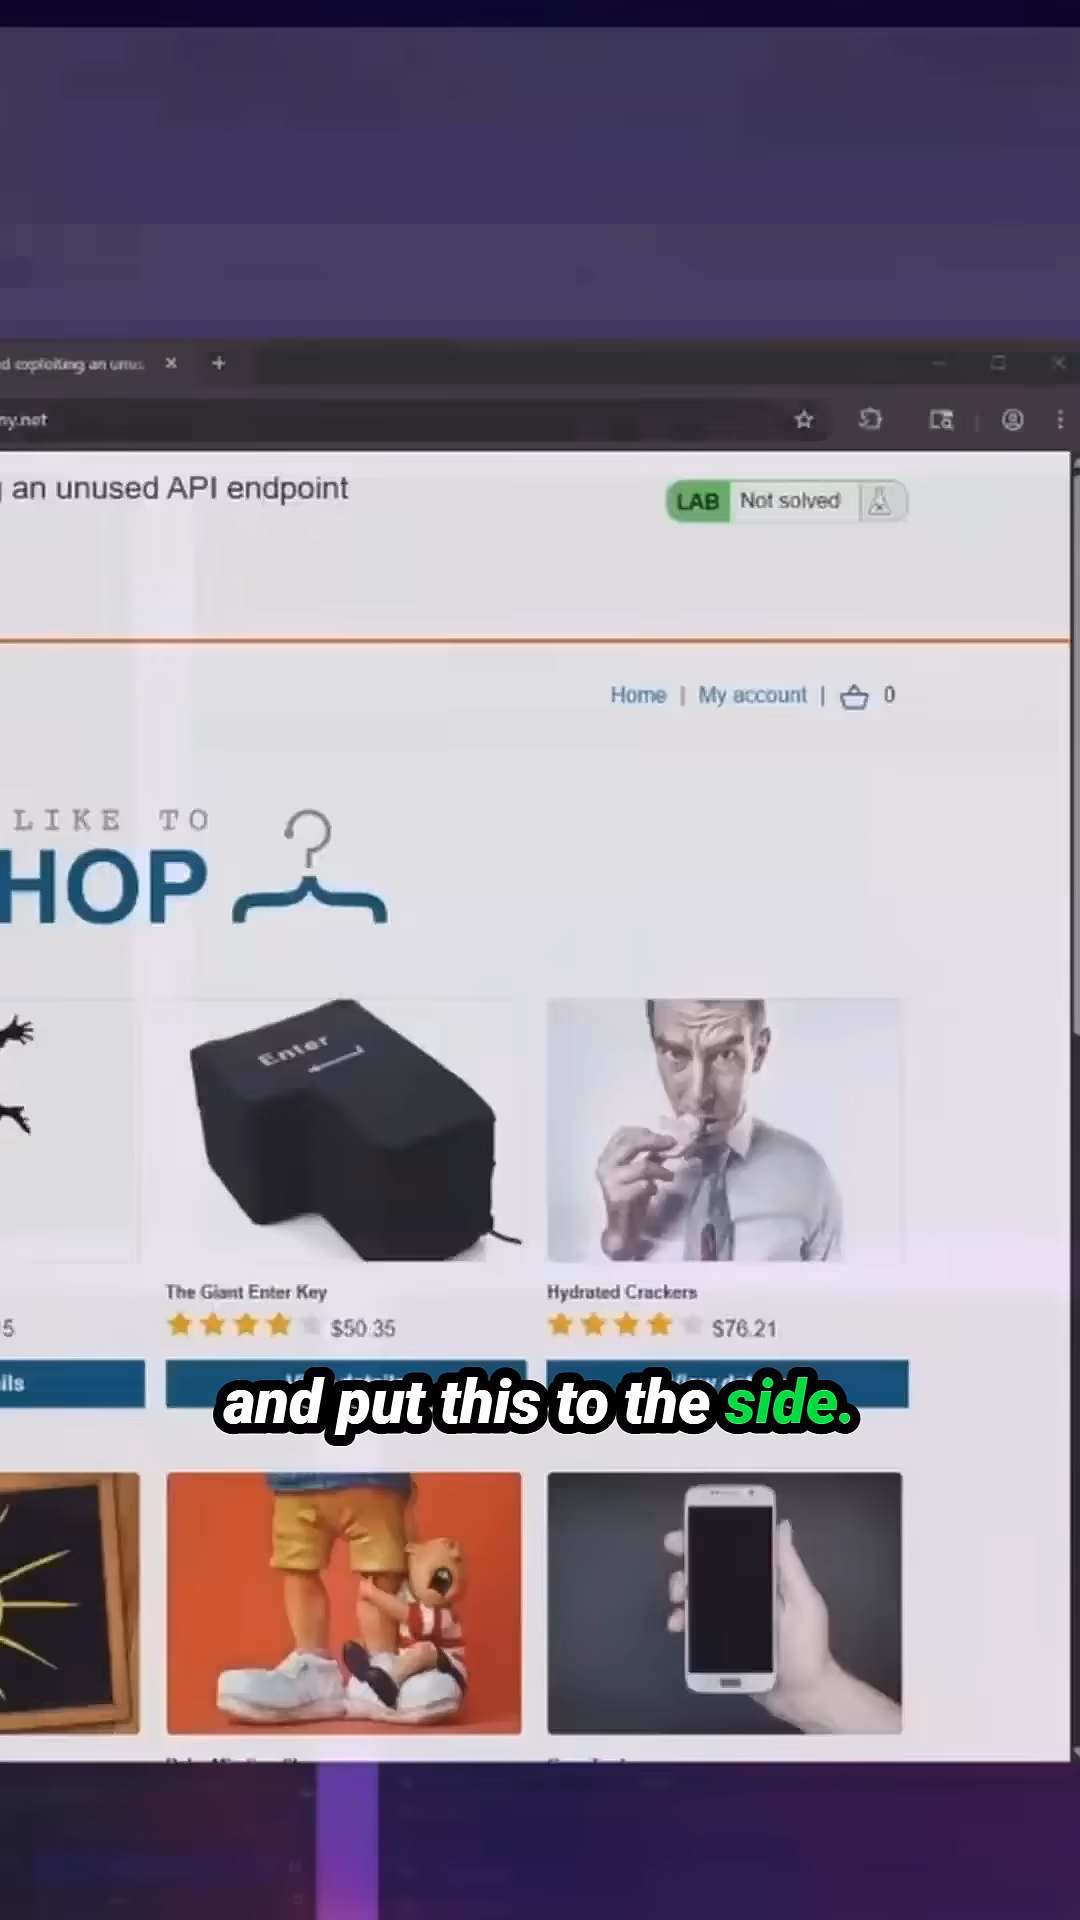 d exploiting an unus
ny.net
g an unused API endpoint
LAB Not solved
Home | My account | 0
LIKE TO
HOP
Enter
The Giant Enter Key
Hydrated Crackers
5
$50.35
$76.21
ils
and put this to the side.